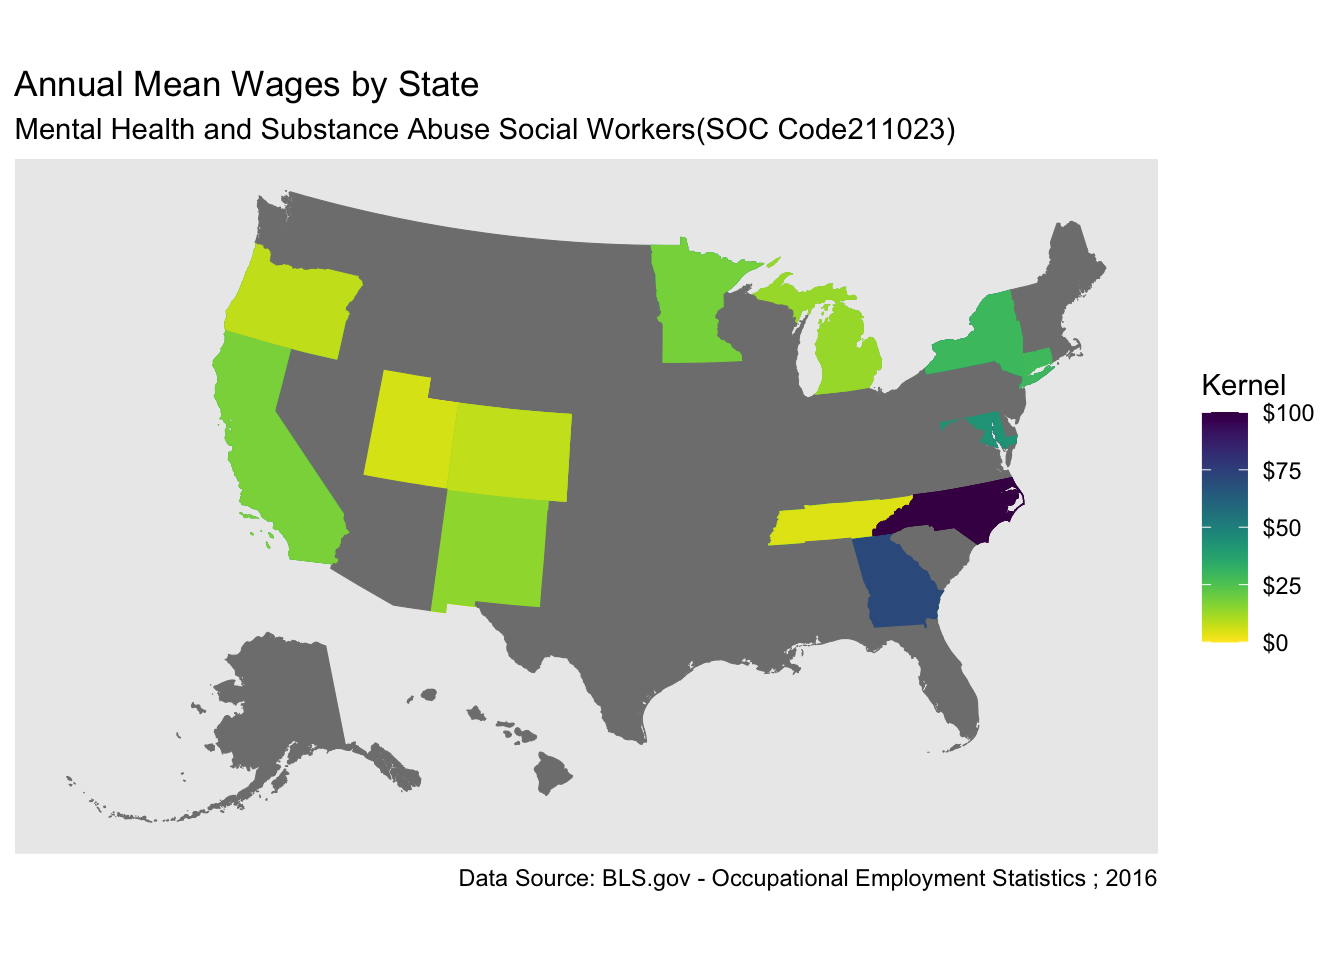 Annual Mean Wages by State
Mental Health and Substance Abuse Social Workers(SOC Code211023)
Kernel
$100
$75
$50
$25
$0
Data Source: BLS.gov - Occupational Employment Statistics ; 2016